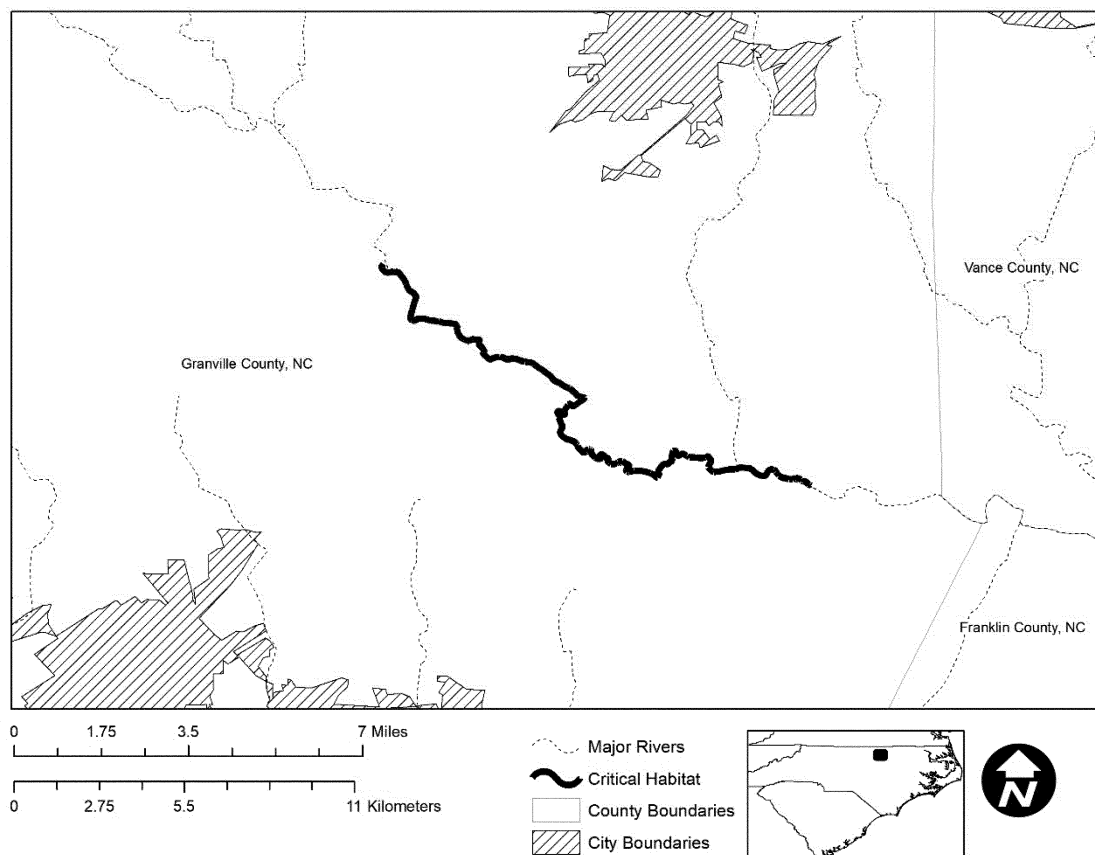 Vance County, NC
Granville County, NC
Franklin County, NC
0 1.75 3.5 7 Miles
0 2.75 5.5 11 Kilometers
Major Rivers
Critical Habitat
County Boundaries
City Boundaries
N